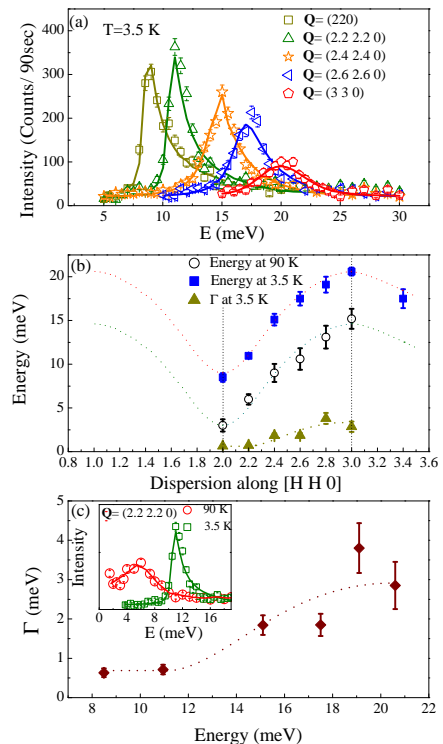 (a)
T=3.5 K
Q= (220)
Q= (2.2 2.2 0)
Q= (2.4 2.4 0)
Q= (2.6 2.6 0)
Q= (3 3 0)
Intensity (Counts/ 90sec)
400
300
200
100
0 5 10 15 20 25 30
E (meV)
(b)
Energy at 90 K
Energy at 3.5 K
Γ at 3.5 K
Energy (meV)
20
15
10
5
0
0.8 1.0 1.2 1.4 1.6 1.8 2.0 2.2 2.4 2.6 2.8 3.0 3.2 3.4 3.6
Dispersion along [H H 0]
(c)
Q= (2.2 2.2 0)
90 K
3.5 K
Intensity
0 4 8 12 16
E (meV)
Γ (meV)
6
5
4
3
2
1
0
8 10 12 14 16 18 20 22
Energy (meV)